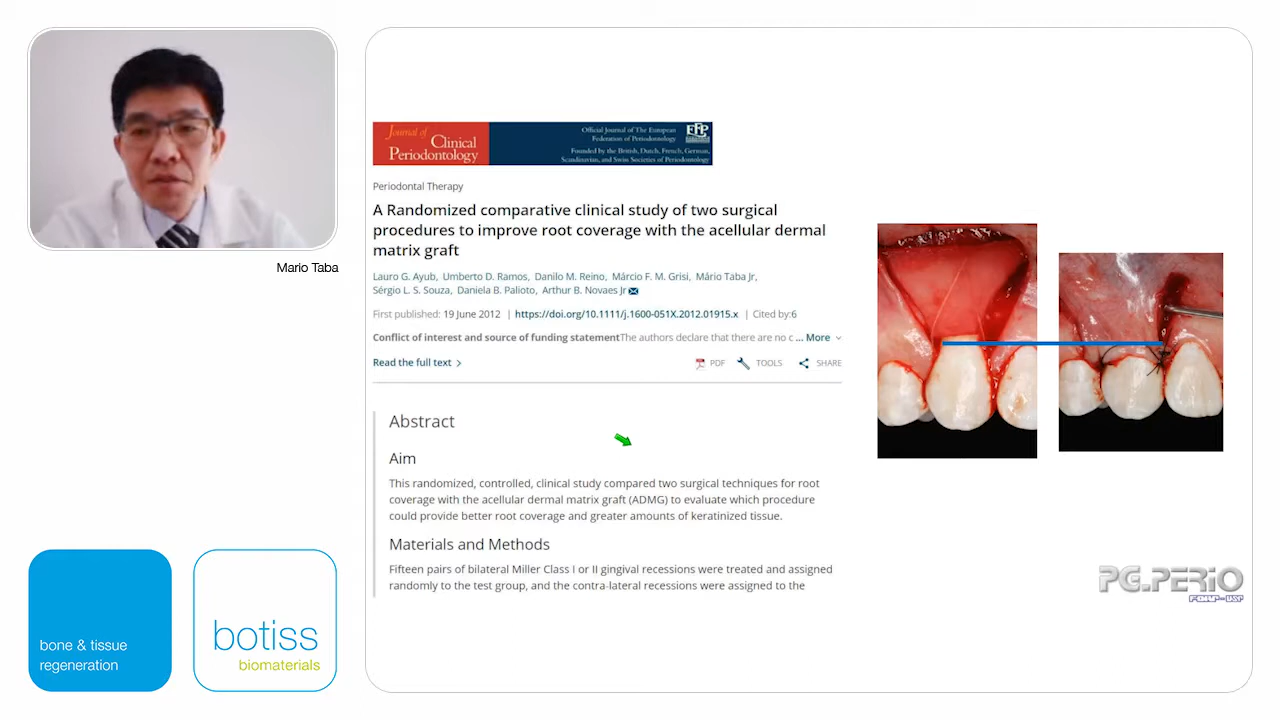 Mario Taba
bone & tissue
regeneration
botiss
biomaterials
Journal of
Clinical
Periodontology
Official Journal of The European
Federation of Periodontology
EFP
Founded by the British, Dutch, French, German,
Scandinavian, and Swiss Societies of Periodontology
Periodontal Therapy
A Randomized comparative clinical study of two surgical
procedures to improve root coverage with the acellular dermal
matrix graft
Lauro G. Ayub, Umberto D. Ramos, Danilo M. Reino, Márcio F. M. Grisi, Mário Taba Jr,
Sérgio L. S. Souza, Daniela B. Palioto, Arthur B. Novaes Jr
First published: 19 June 2012 | https://doi.org/10.1111/j.1600-051X.2012.01915.x | Cited by:6
Conflict of interest and source of funding statementThe authors declare that there are no c ... More
Read the full text
PDF TOOLS SHARE
Abstract
Aim
This randomized, controlled, clinical study compared two surgical techniques for root
coverage with the acellular dermal matrix graft (ADMG) to evaluate which procedure
could provide better root coverage and greater amounts of keratinized tissue.
Materials and Methods
Fifteen pairs of bilateral Miller Class I or II gingival recessions were treated and assigned
randomly to the test group, and the contra-lateral recessions were assigned to the
PG.PERIO
FORP-USP